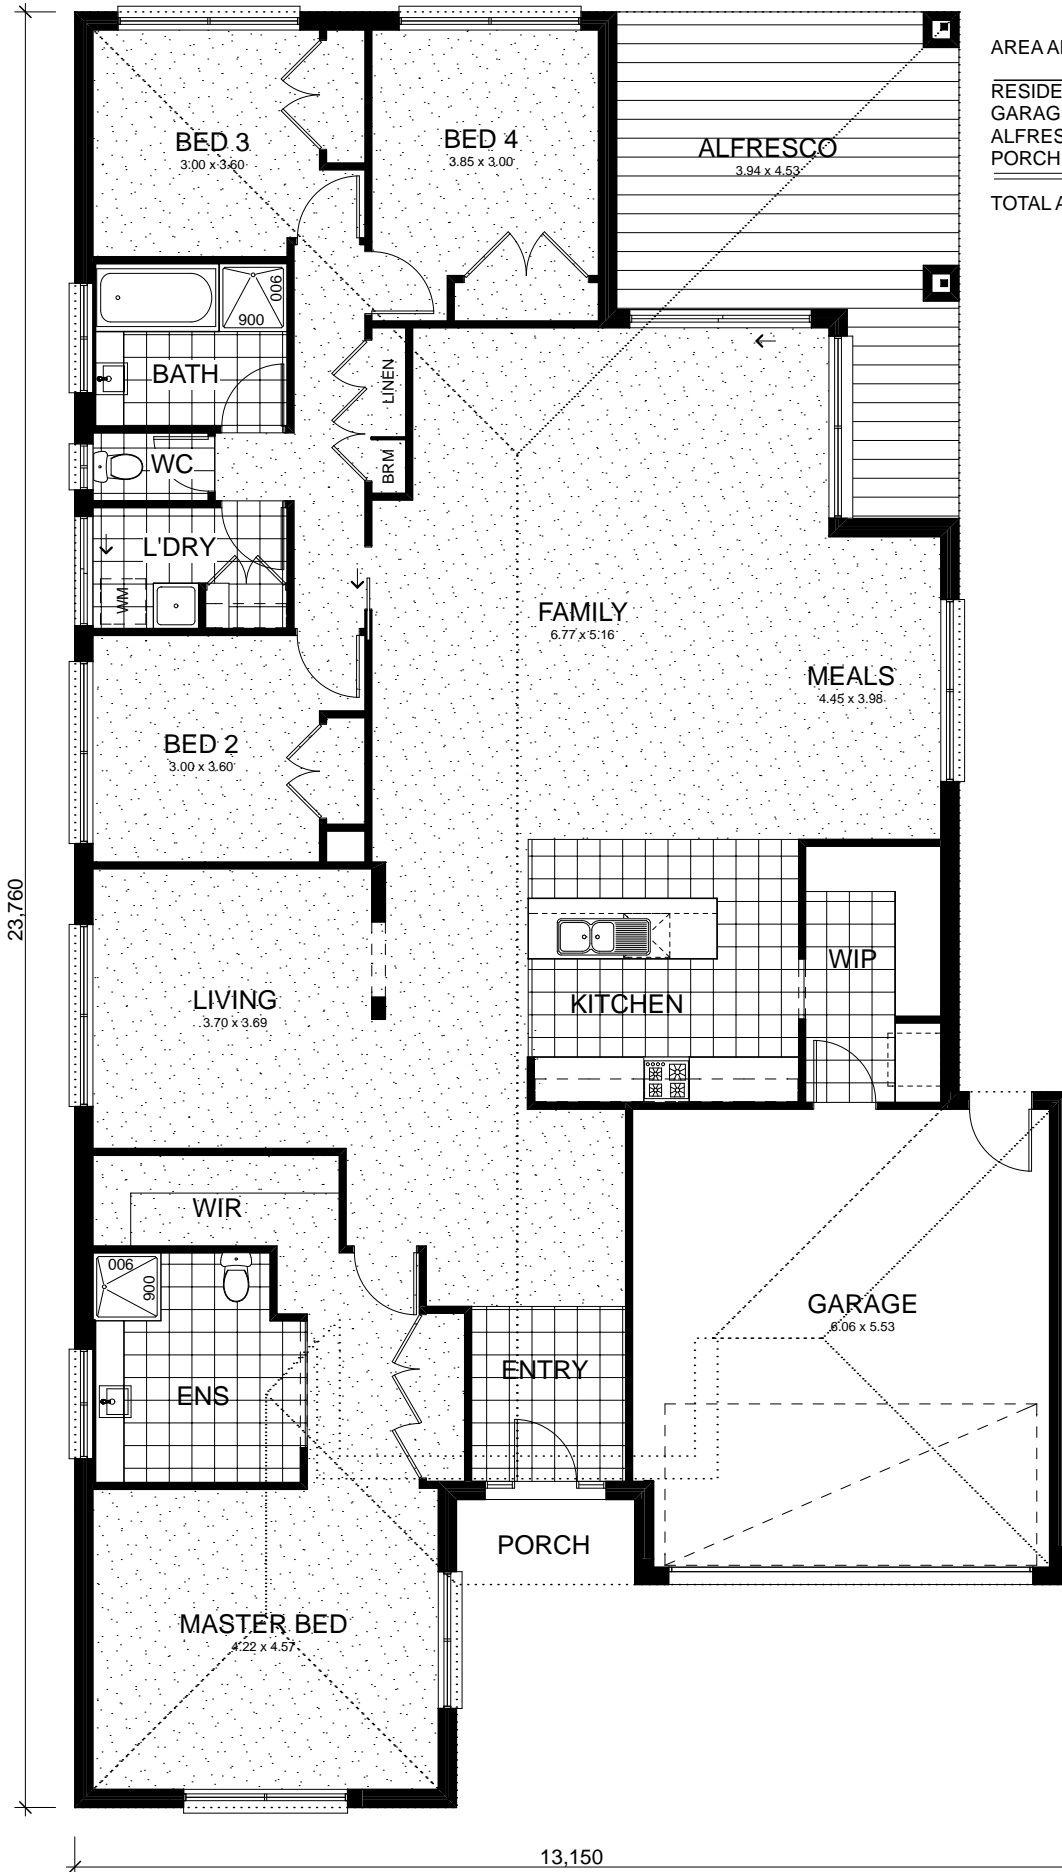 AREA A
RESIDE
GARAG
ALFRES
PORCH
TOTAL A
BED 3
3.00 x 3.60
BED 4
3.85 x 3.00
ALFRESCO
3.94 x 4.53
900
900
BATH
LINEN
BRM
WC
L'DRY
WM
FAMILY
6.77 x 5.16
MEALS
4.45 x 3.98
BED 2
3.00 x 3.60
23,760
LIVING
3.70 x 3.69
KITCHEN
WIP
WIR
900
900
ENS
ENTRY
GARAGE
6.06 x 5.53
PORCH
MASTER BED
4.22 x 4.57
13,150